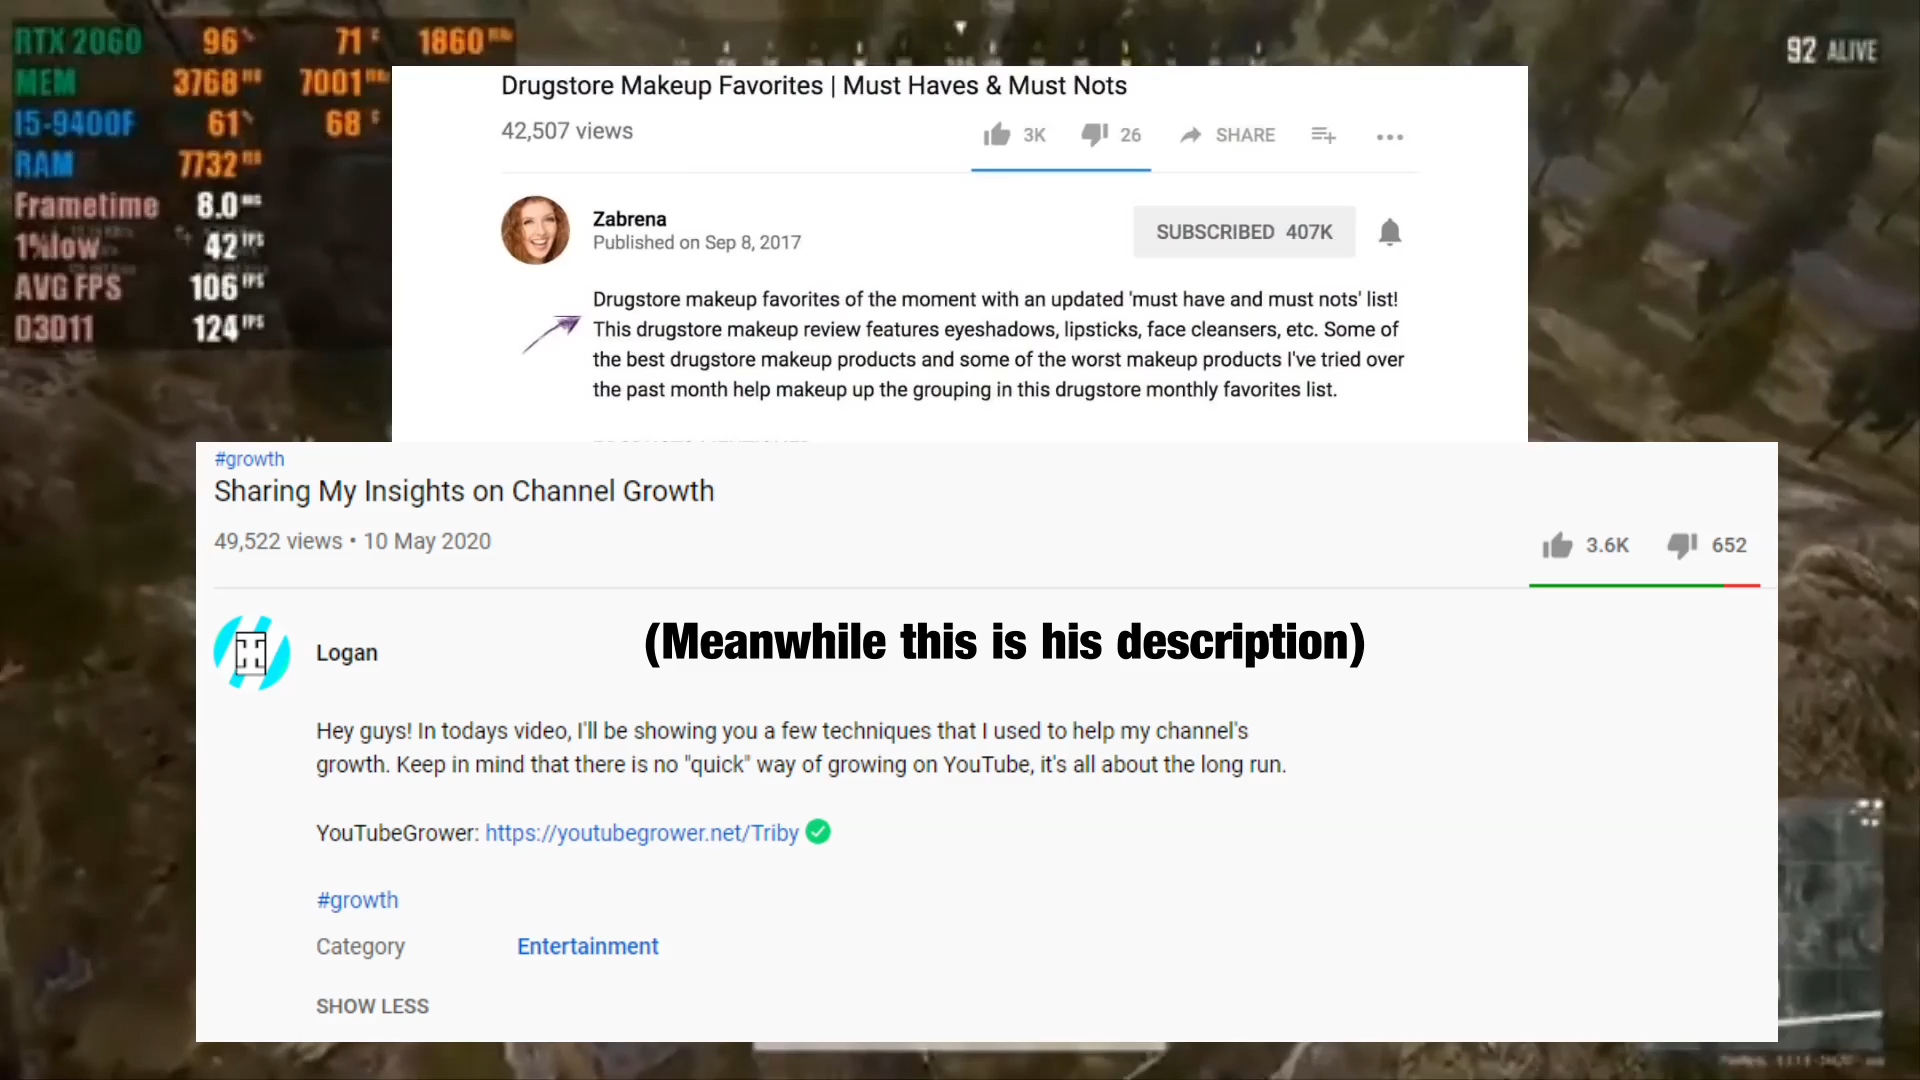 RTX 2060 96 % 71 °C 1860 MHz
MEM 3768 MB 7001 MHz
I5-9400F 61 % 68 °C
RAM 7732 MB
Frametime 8.0 ms
1%low 42 FPS
AVG FPS 106 FPS
D3D11 124 FPS
92 ALIVE
Drugstore Makeup Favorites | Must Haves & Must Nots
42,507 views
3K 26 SHARE
Zabrena
Published on Sep 8, 2017
SUBSCRIBED 407K
Drugstore makeup favorites of the moment with an updated 'must have and must nots' list!
This drugstore makeup review features eyeshadows, lipsticks, face cleansers, etc. Some of
the best drugstore makeup products and some of the worst makeup products I've tried over
the past month help makeup up the grouping in this drugstore monthly favorites list.
#growth
Sharing My Insights on Channel Growth
49,522 views • 10 May 2020
3.6K 652
Logan
(Meanwhile this is his description)
Hey guys! In todays video, I'll be showing you a few techniques that I used to help my channel's
growth. Keep in mind that there is no "quick" way of growing on YouTube, it's all about the long run.
YouTubeGrower: https://youtubegrower.net/Triby
#growth
Category Entertainment
SHOW LESS